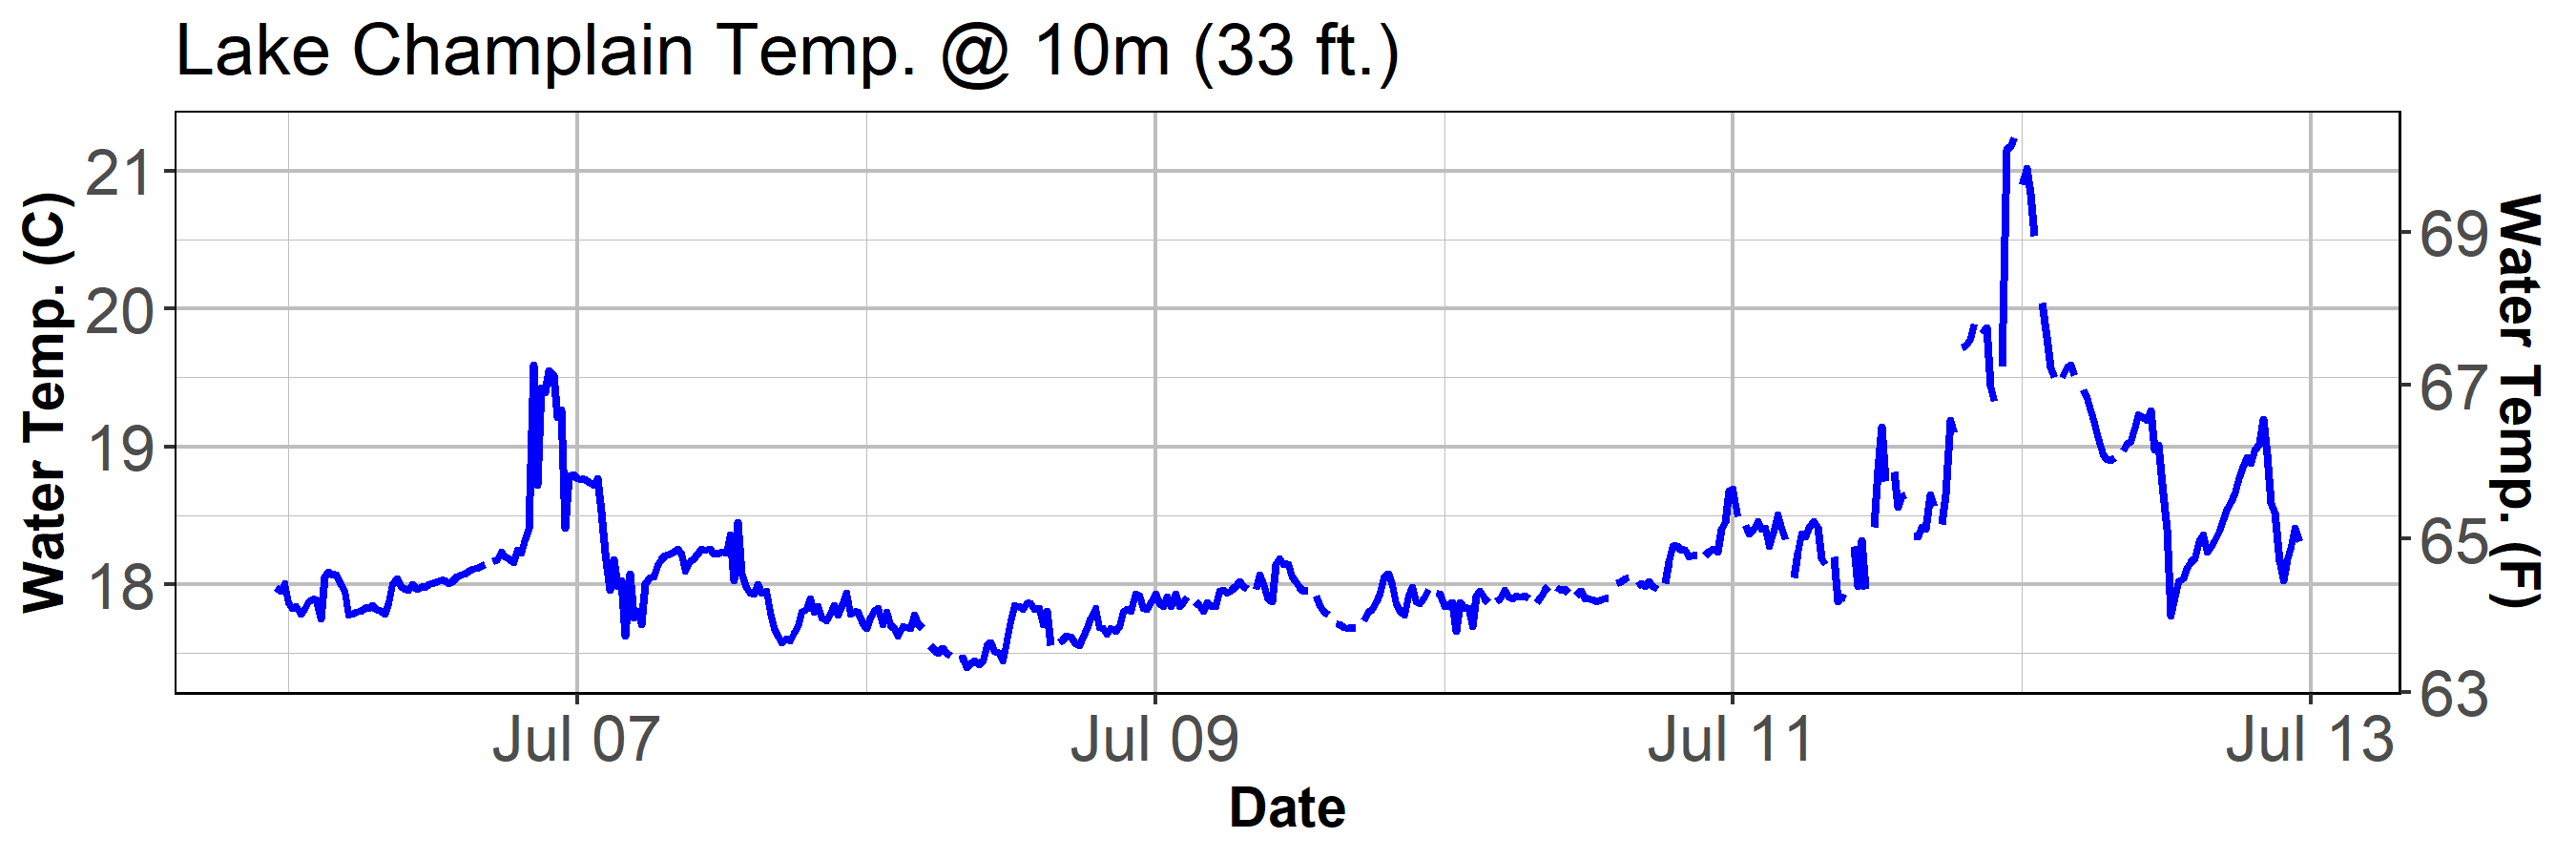 Lake Champlain Temp. @ 10m (33 ft.)
Water Temp. (C)
21
20
19
18
69
67
65
63
Water Temp. (F)
Jul 07 Jul 09 Jul 11 Jul 13
Date